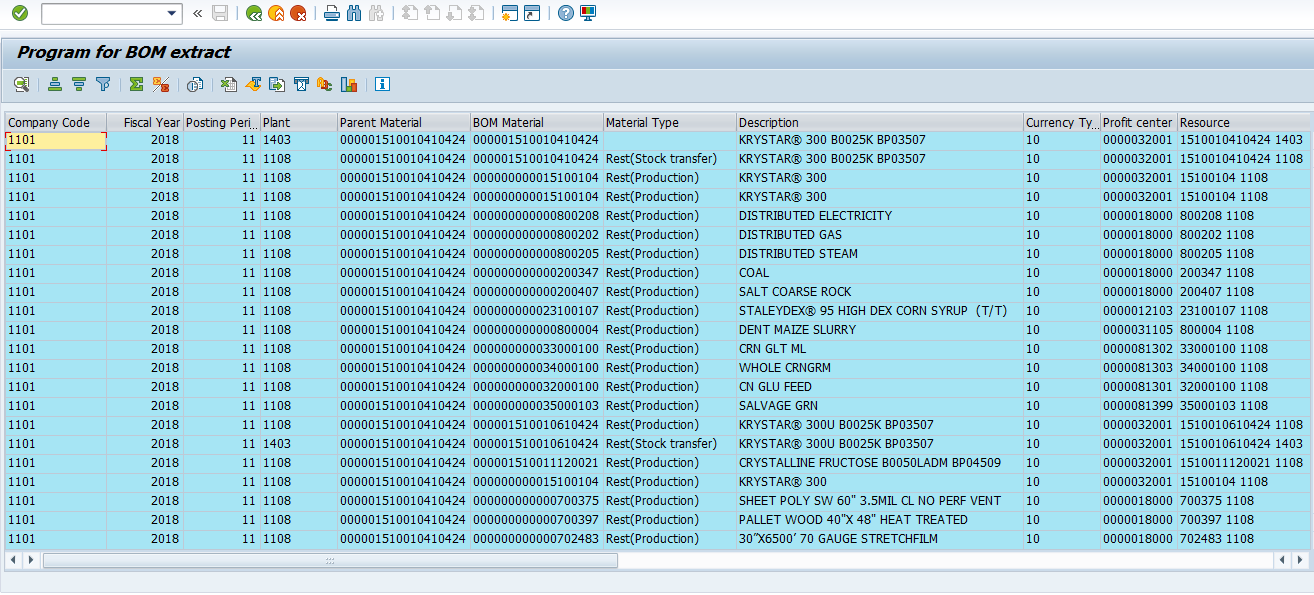 Program for BOM extract
Company Code Fiscal Year Posting Peri... Plant Parent Material BOM Material Material Type Description Currency Ty... Profit center Resource
1101 2018 11 1403 000001510010410424 000001510010410424 KRYSTAR® 300 B0025K BP03507 10 0000032001 1510010410424 1403
1101 2018 11 1108 000001510010410424 000001510010410424 Rest(Stock transfer) KRYSTAR® 300 B0025K BP03507 10 0000032001 1510010410424 1108
1101 2018 11 1108 000001510010410424 000000000015100104 Rest(Production) KRYSTAR® 300 10 0000032001 15100104 1108
1101 2018 11 1108 000001510010410424 000000000015100104 Rest(Production) KRYSTAR® 300 10 0000032001 15100104 1108
1101 2018 11 1108 000001510010410424 000000000000800208 Rest(Production) DISTRIBUTED ELECTRICITY 10 0000018000 800208 1108
1101 2018 11 1108 000001510010410424 000000000000800202 Rest(Production) DISTRIBUTED GAS 10 0000018000 800202 1108
1101 2018 11 1108 000001510010410424 000000000000800205 Rest(Production) DISTRIBUTED STEAM 10 0000018000 800205 1108
1101 2018 11 1108 000001510010410424 000000000000200347 Rest(Production) COAL 10 0000018000 200347 1108
1101 2018 11 1108 000001510010410424 000000000000200407 Rest(Production) SALT COARSE ROCK 10 0000018000 200407 1108
1101 2018 11 1108 000001510010410424 000000000023100107 Rest(Production) STALEYDEX® 95 HIGH DEX CORN SYRUP (T/T) 10 0000012103 23100107 1108
1101 2018 11 1108 000001510010410424 000000000000800004 Rest(Production) DENT MAIZE SLURRY 10 0000031105 800004 1108
1101 2018 11 1108 000001510010410424 000000000033000100 Rest(Production) CRN GLT ML 10 0000081302 33000100 1108
1101 2018 11 1108 000001510010410424 000000000034000100 Rest(Production) WHOLE CRNGRM 10 0000081303 34000100 1108
1101 2018 11 1108 000001510010410424 000000000032000100 Rest(Production) CN GLU FEED 10 0000081301 32000100 1108
1101 2018 11 1108 000001510010410424 000000000035000103 Rest(Production) SALVAGE GRN 10 0000081399 35000103 1108
1101 2018 11 1108 000001510010410424 000001510010610424 Rest(Production) KRYSTAR® 300U B0025K BP03507 10 0000032001 1510010610424 1108
1101 2018 11 1403 000001510010410424 000001510010610424 Rest(Stock transfer) KRYSTAR® 300U B0025K BP03507 10 0000032001 1510010610424 1403
1101 2018 11 1108 000001510010410424 000001510011120021 Rest(Production) CRYSTALLINE FRUCTOSE B0050LADM BP04509 10 0000032001 1510011120021 1108
1101 2018 11 1108 000001510010410424 000000000015100104 Rest(Production) KRYSTAR® 300 10 0000032001 15100104 1108
1101 2018 11 1108 000001510010410424 000000000000700375 Rest(Production) SHEET POLY SW 60" 3.5MIL CL NO PERF VENT 10 0000018000 700375 1108
1101 2018 11 1108 000001510010410424 000000000000700397 Rest(Production) PALLET WOOD 40"X 48" HEAT TREATED 10 0000018000 700397 1108
1101 2018 11 1108 000001510010410424 000000000000702483 Rest(Production) 30”X6500’ 70 GAUGE STRETCHFILM 10 0000018000 702483 1108